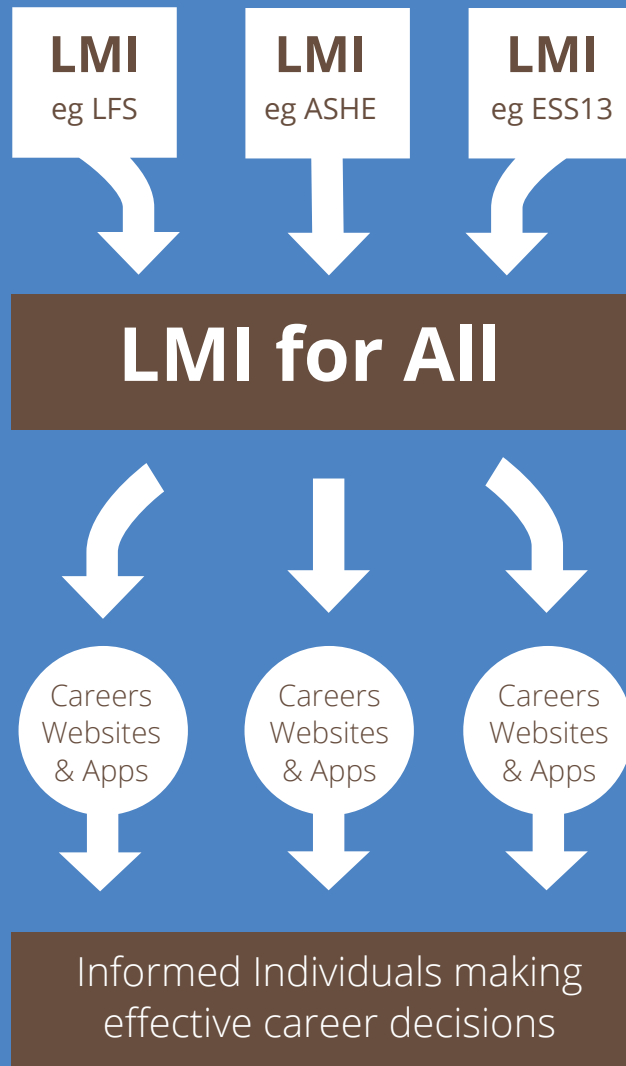 LMI
eg LFS
LMI
eg ASHE
LMI
eg ESS13
LMI for All
Careers
Websites
& Apps
Careers
Websites
& Apps
Careers
Websites
& Apps
Informed Individuals making
effective career decisions